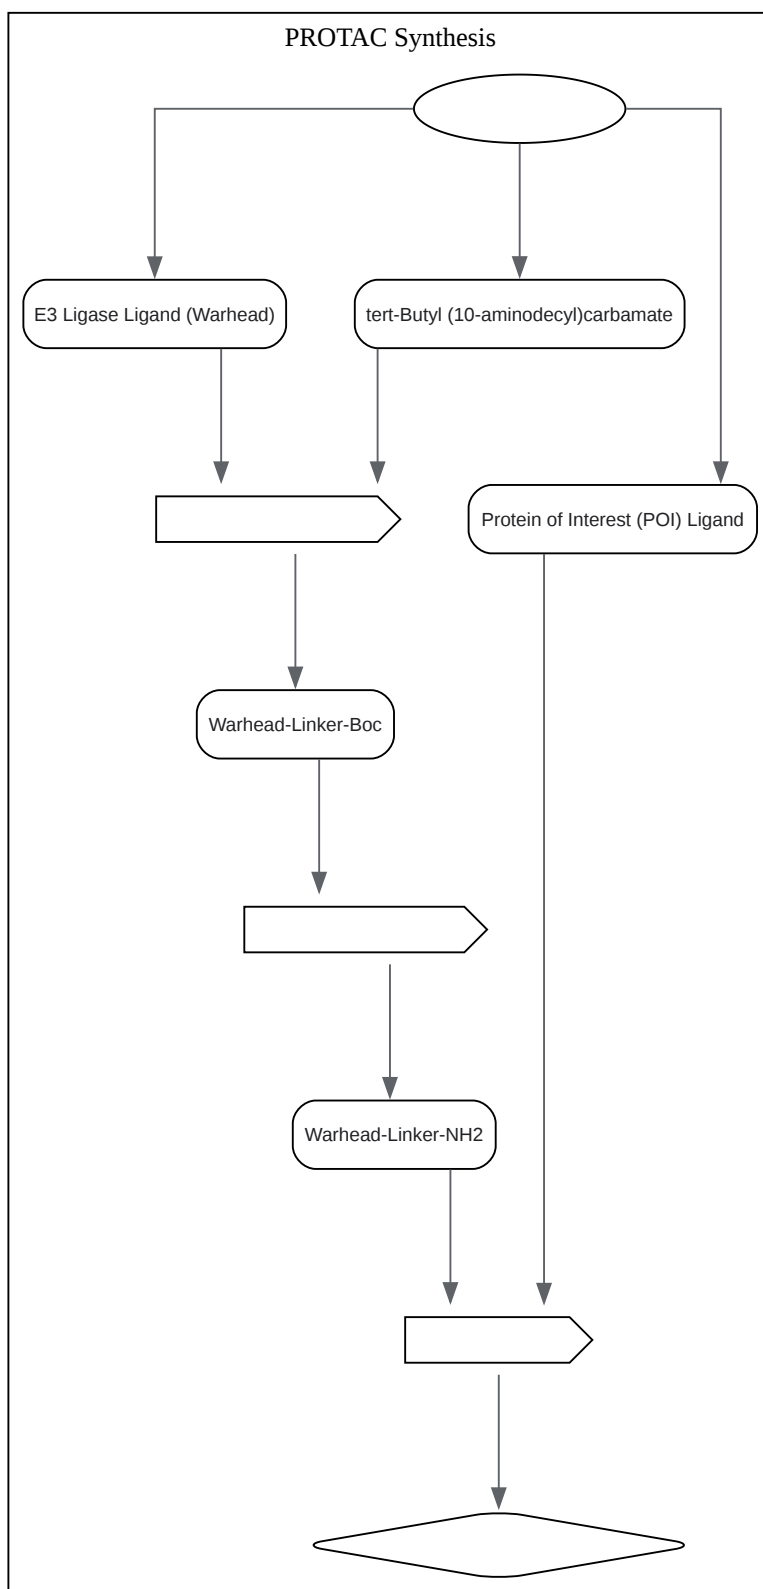 PROTAC Synthesis
E3 Ligase Ligand (Warhead)
tert-Butyl (10-aminodecyl)carbamate
Protein of Interest (POI) Ligand
Warhead-Linker-Boc
Warhead-Linker-NH2